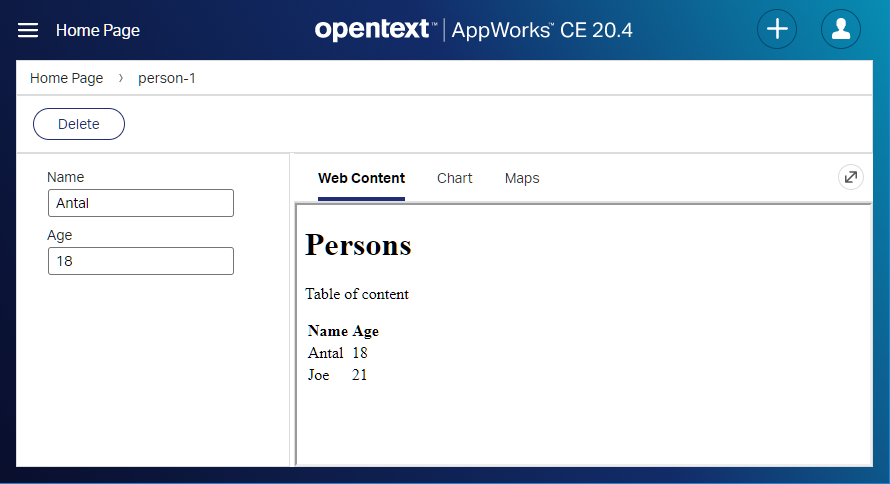 Home Page
opentext™ | AppWorks™ CE 20.4
Home Page › person-1
Delete
Name
Antal
Age
18
Web Content Chart Maps
Persons
Table of content
Name Age
Antal 18
Joe 21